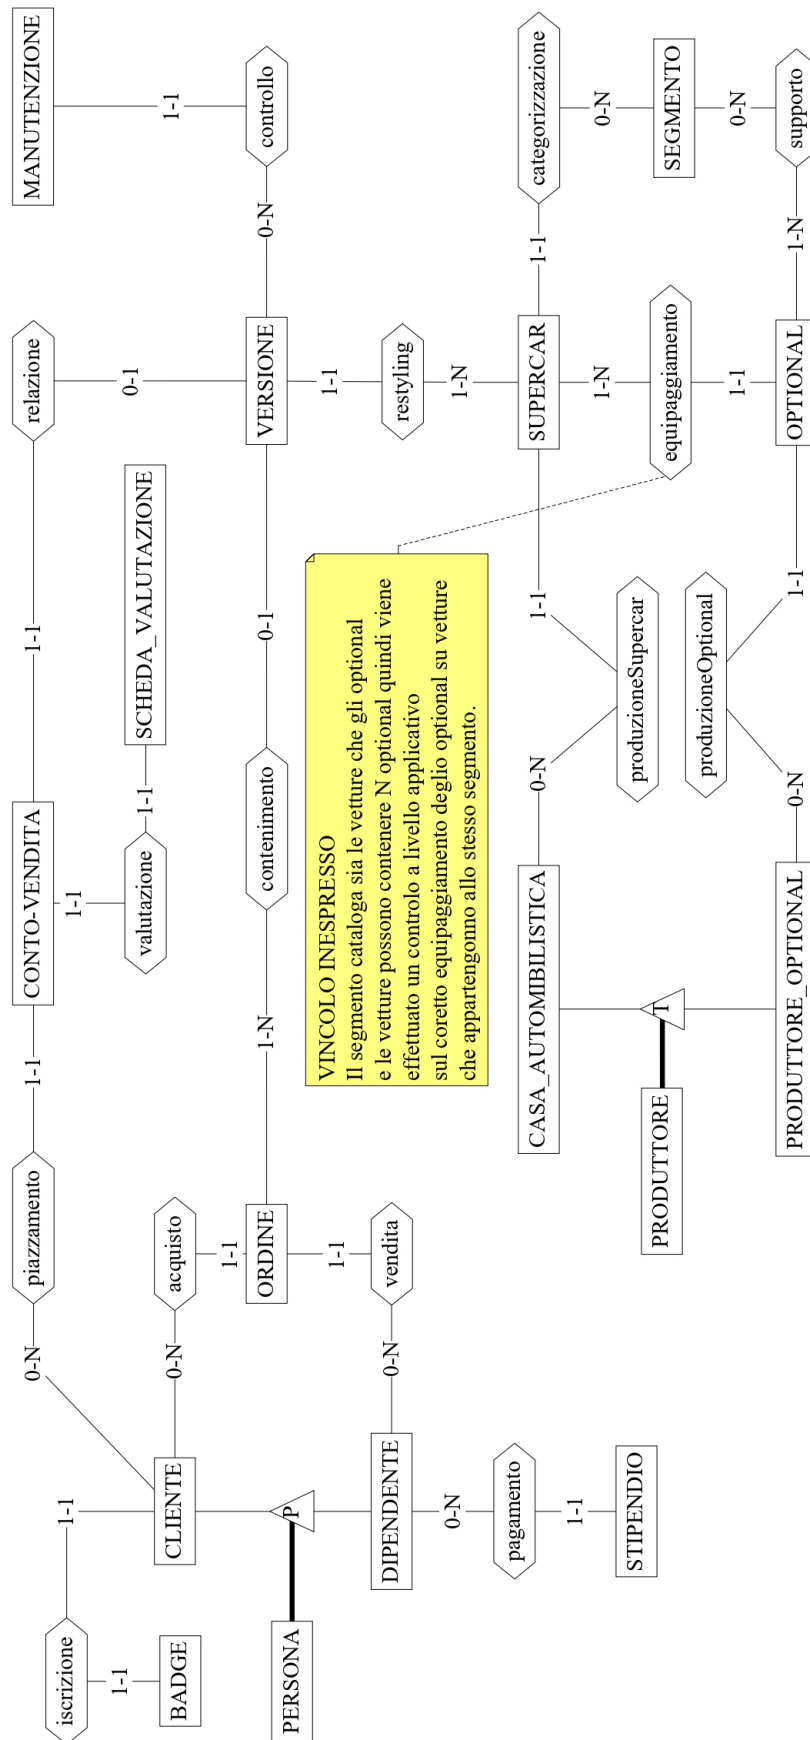 iscrizione
1-1
0-N
piazzamento
1-1
CONTO-VENDITA
1-1
relazione
MANUTENZIONE
1-1
BADGE
CLIENTE
0-N
acquisto
1-1
valutazione
1-1
SCHEDA_VALUTAZIONE
0-1
1-1
1-1
ORDINE
1-N
contenimento
0-1
VERSIONE
0-N
controllo
PERSONA
P
1-1
1-1
DIPENDENTE
0-N
vendita
VINCOLO INESPRESSO
Il segmento cataloga sia le vetture che gli optional
e le vetture possono contenere N optional quindi viene
effettuato un controlo a livello applicativo
sul coretto equipaggiamento deglio optional su vetture
che appartengonno allo stesso segmento.
restyling
0-N
1-N
pagamento
CASA_AUTOMIBILISTICA
0-N
1-1
SUPERCAR
1-1
categorizzazione
1-1
1-N
0-N
STIPENDIO
PRODUTTORE
T
produzioneSupercar
equipaggiamento
SEGMENTO
produzioneOptional
1-1
0-N
PRODUTTORE_OPTIONAL
0-N
1-1
OPTIONAL
1-N
supporto